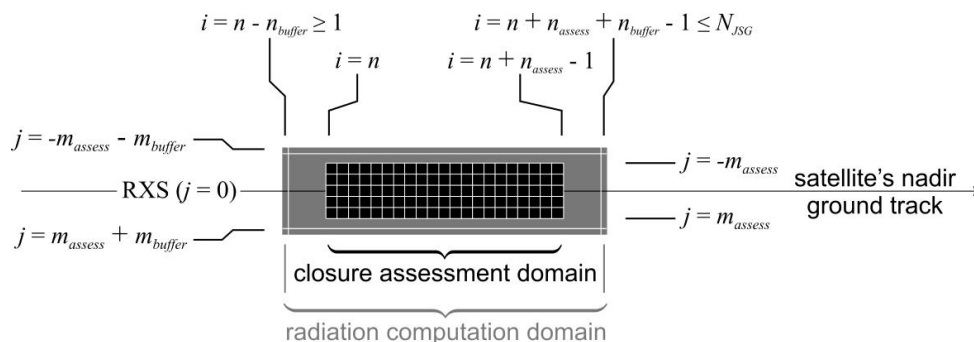 i = n - n_buffer ≥ 1
i = n + n_assess + n_buffer - 1 ≤ N_JSG
i = n
i = n + n_assess - 1
j = -m_assess - m_buffer
j = -m_assess
RXS (j = 0)
satellite's nadir
ground track
j = m_assess + m_buffer
j = m_assess
closure assessment domain
radiation computation domain